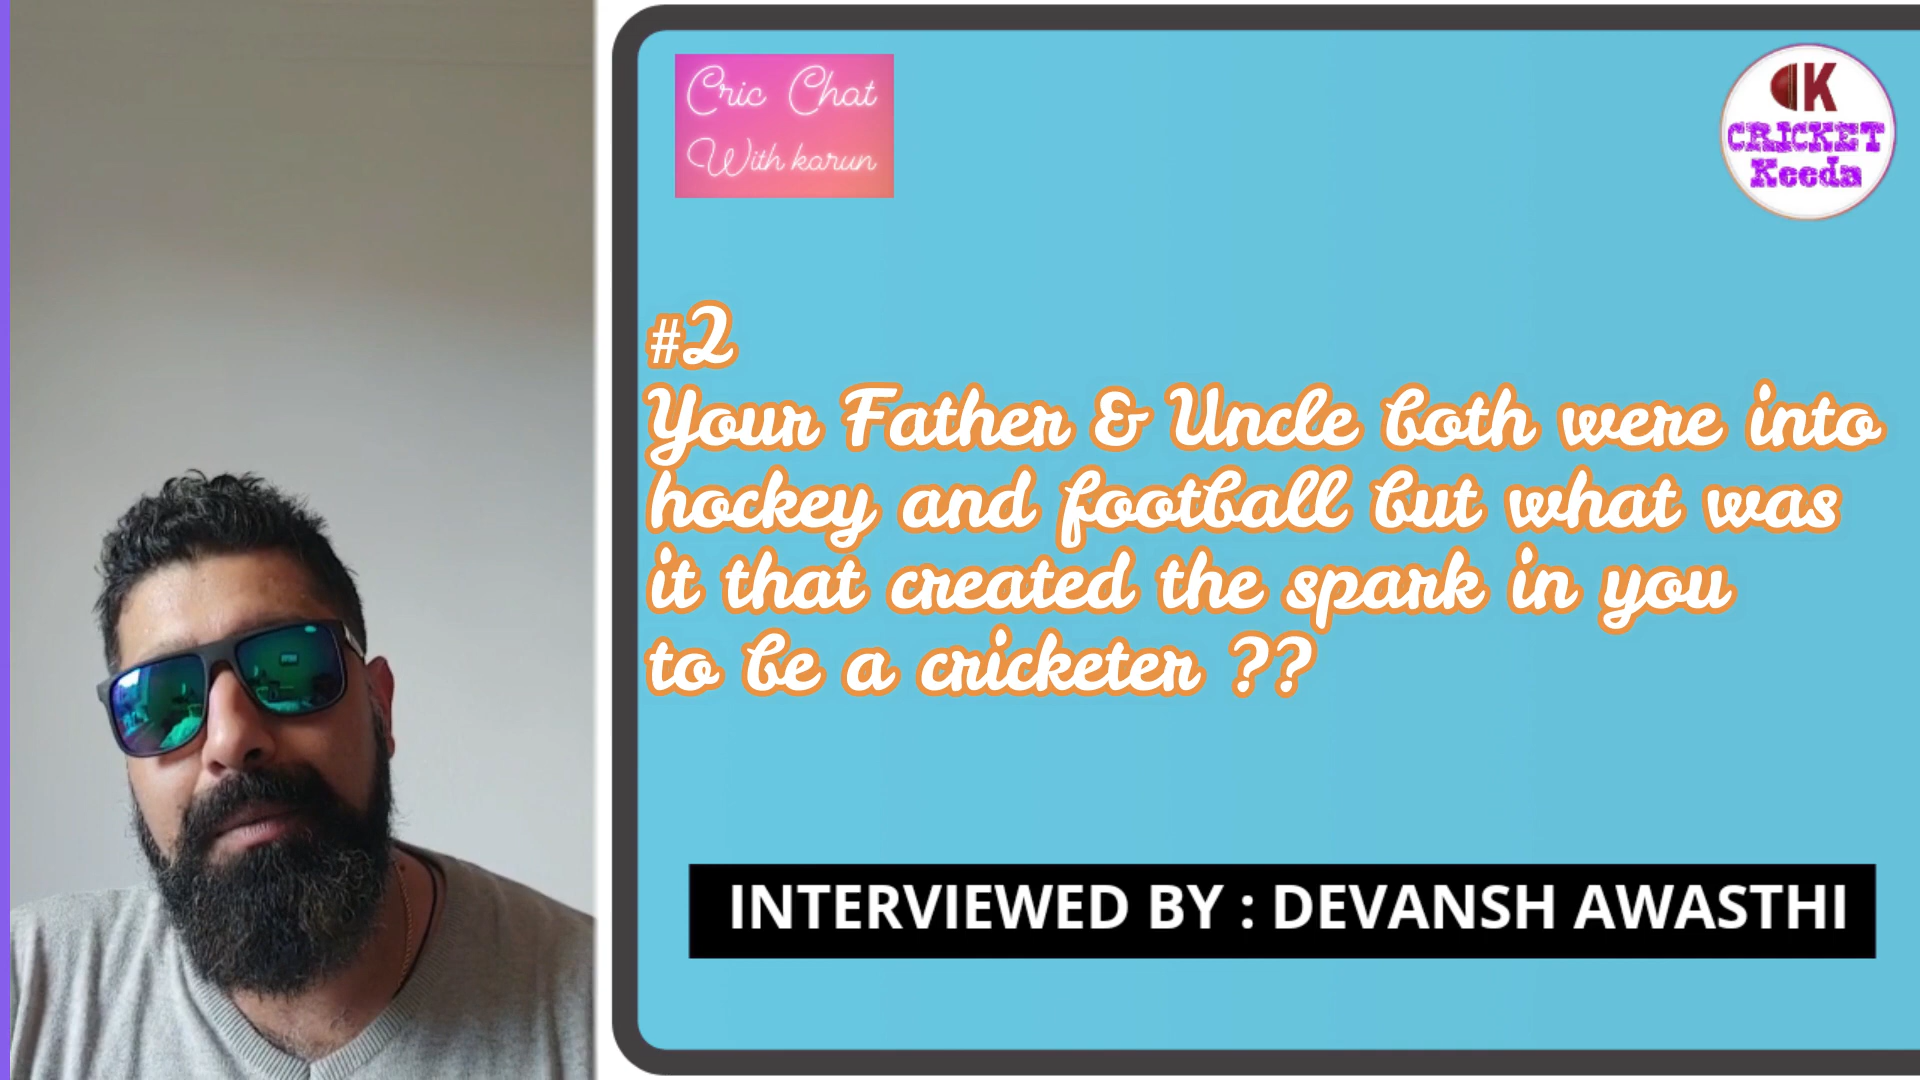 Cric Chat
With karun
K
CRICKET
Keeda
#2
Your Father & Uncle both were into
hockey and football but what was
it that created the spark in you
to be a cricketer ??
INTERVIEWED BY : DEVANSH AWASTHI